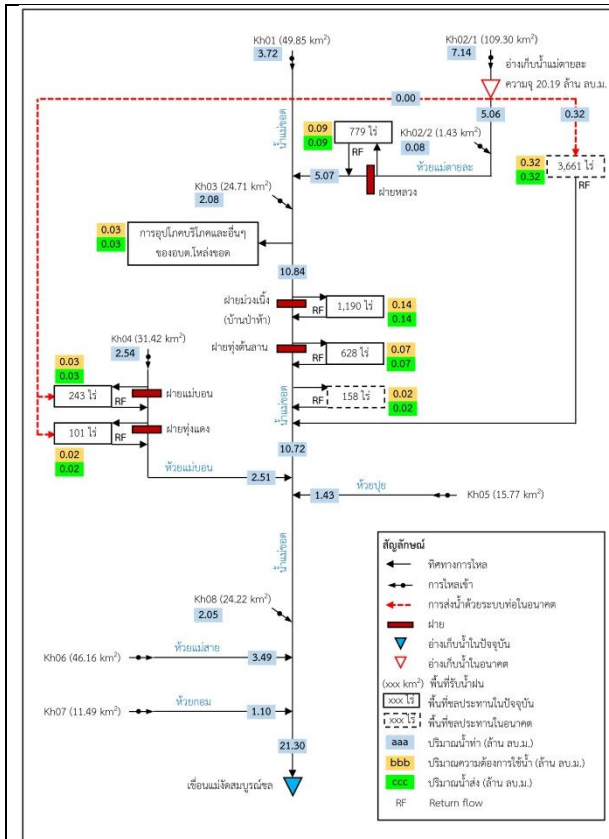 Kh01 (49.85 km²)
3.72
Kh02/1 (109.30 km²)
7.14
อ่างเก็บน้ำแม่ตายละ
ความจุ 20.19 ล้าน ลบ.ม.
0.00
5.06
0.32
น้ำแม่ขอด
0.09
0.09
779 ไร่
RF
Kh02/2 (1.43 km²)
0.08
ห้วยแม่ตายละ
5.07
ฝายหลวง
0.32
0.32
3,661 ไร่
RF
Kh03 (24.71 km²)
2.08
0.03
0.03
การอุปโภคบริโภคและอื่นๆ
ของอบต.โหล่งขอด
10.84
ฝายม่วงเนิ้ง
(บ้านป่าห้า)
RF
1,190 ไร่
0.14
0.14
ฝายทุ่งต้นลาน
RF
628 ไร่
0.07
0.07
Kh04 (31.42 km²)
2.54
0.03
0.03
243 ไร่
RF
ฝายแม่บอน
101 ไร่
RF
ฝายทุ่งแดง
0.02
0.02
RF
158 ไร่
0.02
0.02
น้ำแม่ขอด
10.72
ห้วยแม่บอน
2.51
ห้วยปุย
1.43
Kh05 (15.77 km²)
น้ำแม่ขอด
Kh08 (24.22 km²)
2.05
Kh06 (46.16 km²)
ห้วยแม่สาย
3.49
Kh07 (11.49 km²)
ห้วยกอม
1.10
21.30
เขื่อนแม่งัดสมบูรณ์ชล
สัญลักษณ์
ทิศทางการไหล
การไหลเข้า
การส่งน้ำด้วยระบบท่อในอนาคต
ฝาย
อ่างเก็บน้ำในปัจจุบัน
อ่างเก็บน้ำในอนาคต
(xxx km²) พื้นที่รับน้ำฝน
xxx ไร่ พื้นที่ชลประทานในปัจจุบัน
xxx ไร่ พื้นที่ชลประทานในอนาคต
aaa ปริมาณน้ำท่า (ล้าน ลบ.ม.)
bbb ปริมาณความต้องการใช้น้ำ (ล้าน ลบ.ม.)
ccc ปริมาณน้ำส่ง (ล้าน ลบ.ม.)
RF Return flow